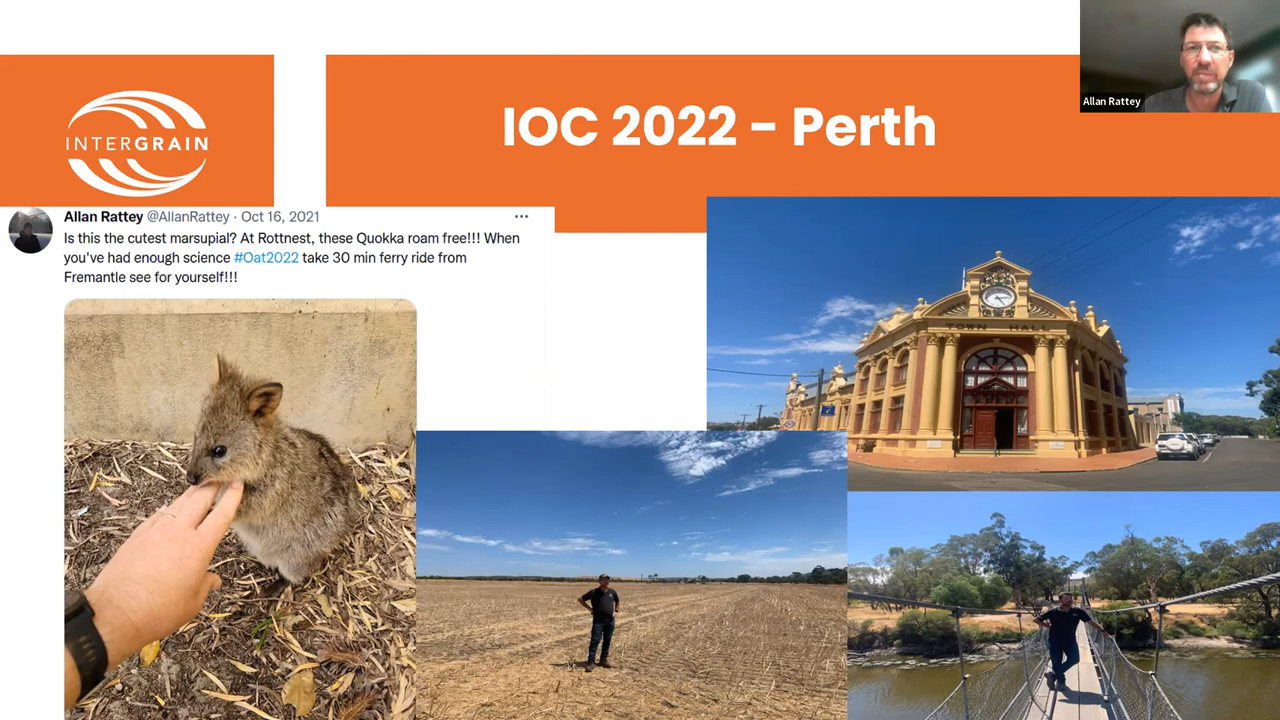 INTERGRAIN
IOC 2022 - Perth
Allan Rattey
Allan Rattey @AllanRattey · Oct 16, 2021 ...
Is this the cutest marsupial? At Rottnest, these Quokka roam free!!! When
you've had enough science #Oat2022 take 30 min ferry ride from
Fremantle see for yourself!!!
TOWN HALL